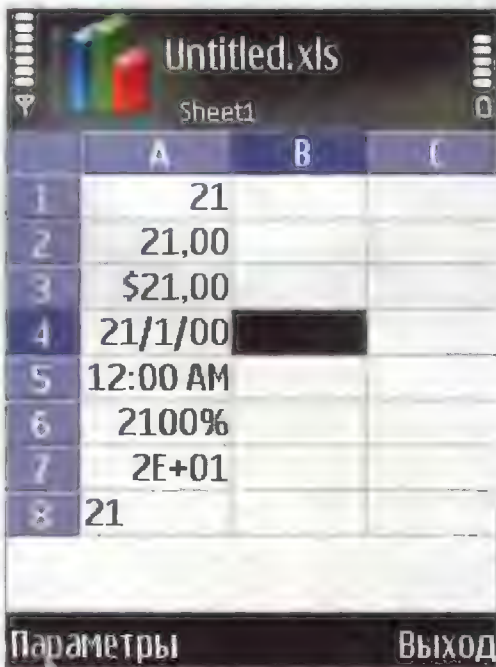 Untitled.xls
Sheet1
A B C
1 21
2 21,00
3 $21,00
4 21/1/00
5 12:00 AM
6 2100%
7 2E+01
8 21
Параметры Выход